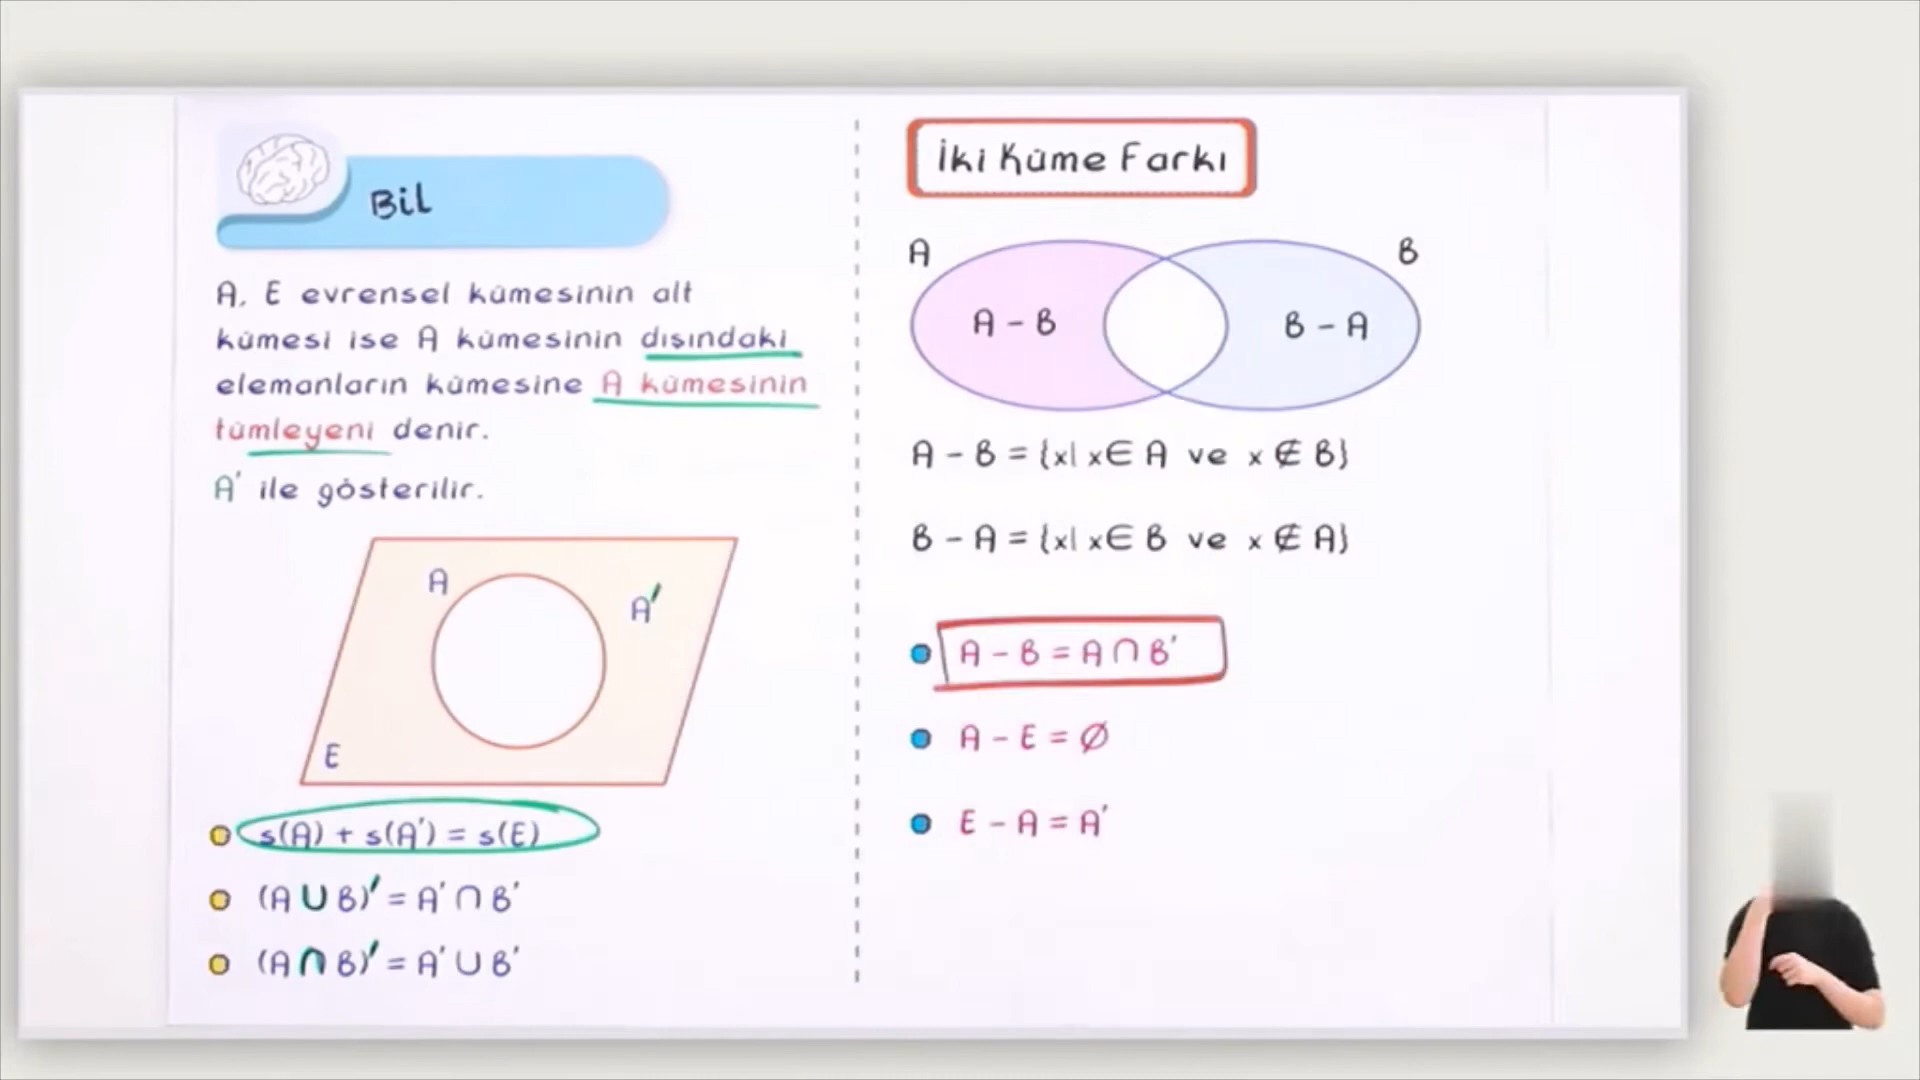 Bil
A, E evrensel kümesinin alt
kümesi ise A kümesinin dışındaki
elemanların kümesine A kümesinin
tümleyeni denir.
A' ile gösterilir.
A
A'
E
s(A) + s(A') = s(E)
(A ∪ B)' = A' ∩ B'
(A ∩ B)' = A' ∪ B'
İki Küme Farkı
A
B
A - B
B - A
A - B = {x| x∈ A ve x ∉ B}
B - A = {x| x∈ B ve x ∉ A}
A - B = A ∩ B'
A - E = ∅
E - A = A'